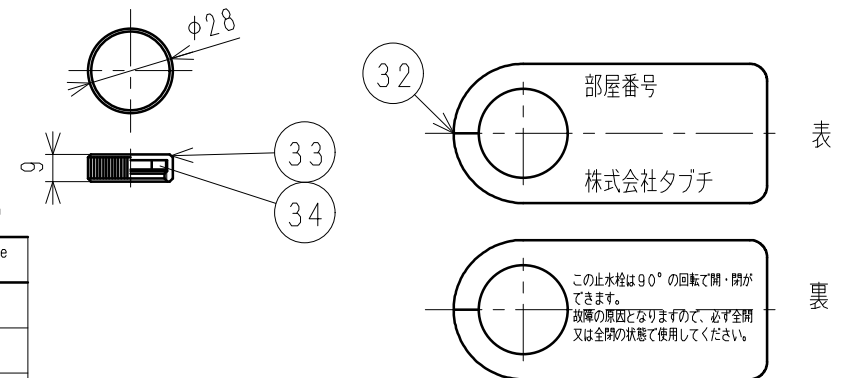 φ28
9
33
34
32
部屋番号
株式会社タブチ
表
この止水栓は90°の回転で開・閉が
できます。
故障の原因となりますので、必ず全開
又は全閉の状態で使用してください。
裏
e